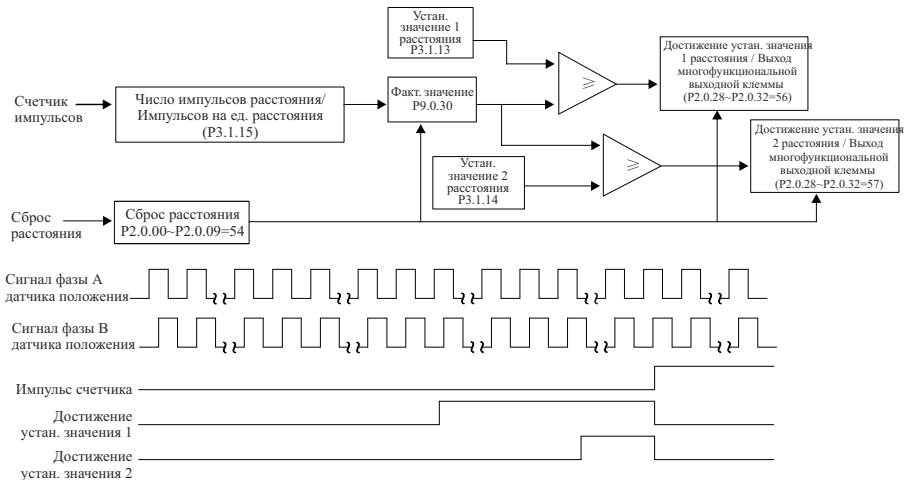 Устан.
значение 1
расстояния
P3.1.13
Достижение устан. значения
1 расстояния / Выход
многофункциональной
выходной клеммы
(P2.0.28~P2.0.32=56)
≥
Счетчик
импульсов
Число импульсов расстояния/
Импульсов на ед. расстояния
(P3.1.15)
Факт. значение
P9.0.30
Достижение устан. значения
2 расстояния / Выход
многофункциональной
выходной клеммы
(P2.0.28~P2.0.32=57)
≥
Устан.
значение 2
расстояния
P3.1.14
Сброс
расстояния
Сброс расстояния
P2.0.00~P2.0.09=54
Сигнал фазы А
датчика положения
Сигнал фазы В
датчика положения
Импульс счетчика
Достижение
устан. значения 1
Достижение
устан. значения 2